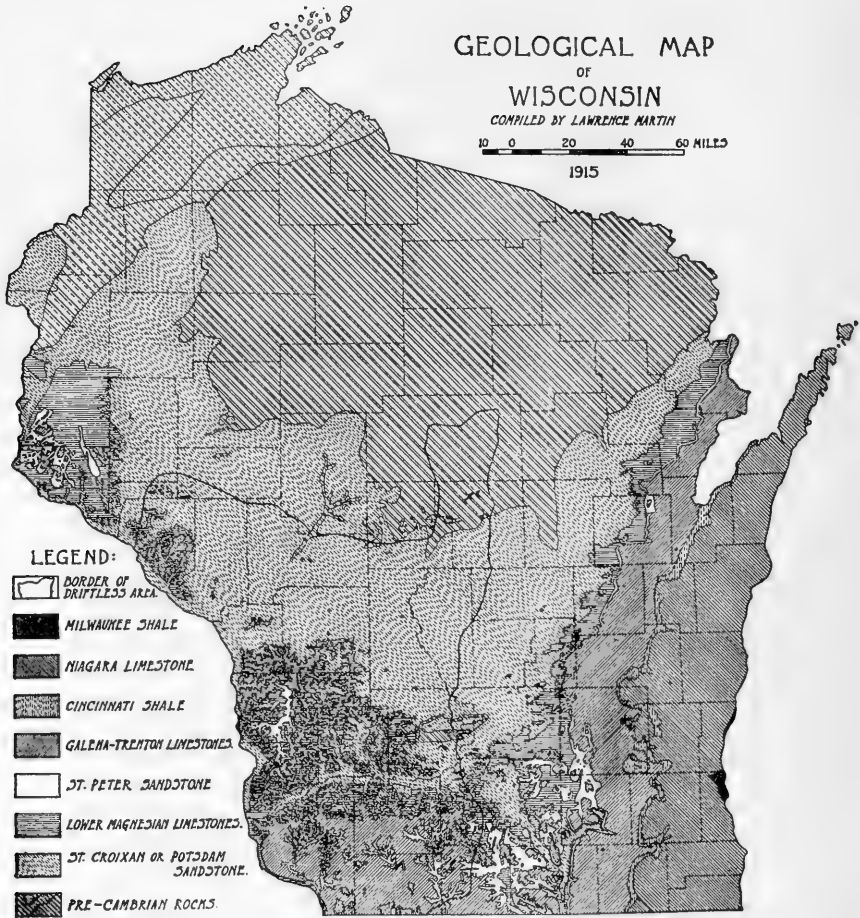 GEOLOGICAL MAP
OF
WISCONSIN
COMPILED BY LAWRENCE MARTIN
10 0 20 40 60 MILES
1915
LEGEND:
BORDER OF
DRIFTLESS AREA.
MILWAUKEE SHALE
NIAGARA LIMESTONE
CINCINNATI SHALE
GALENA-TRENTON LIMESTONES.
ST. PETER SANDSTONE
LOWER MAGNESIAN LIMESTONES.
ST. CROIXAN OR POTSDAM
SANDSTONE.
PRE-CAMBRIAN ROCKS.